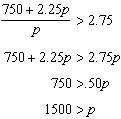 750 + 2.25p
p
> 2.75
750 + 2.25p > 2.75p
750 > .50p
1500 > p